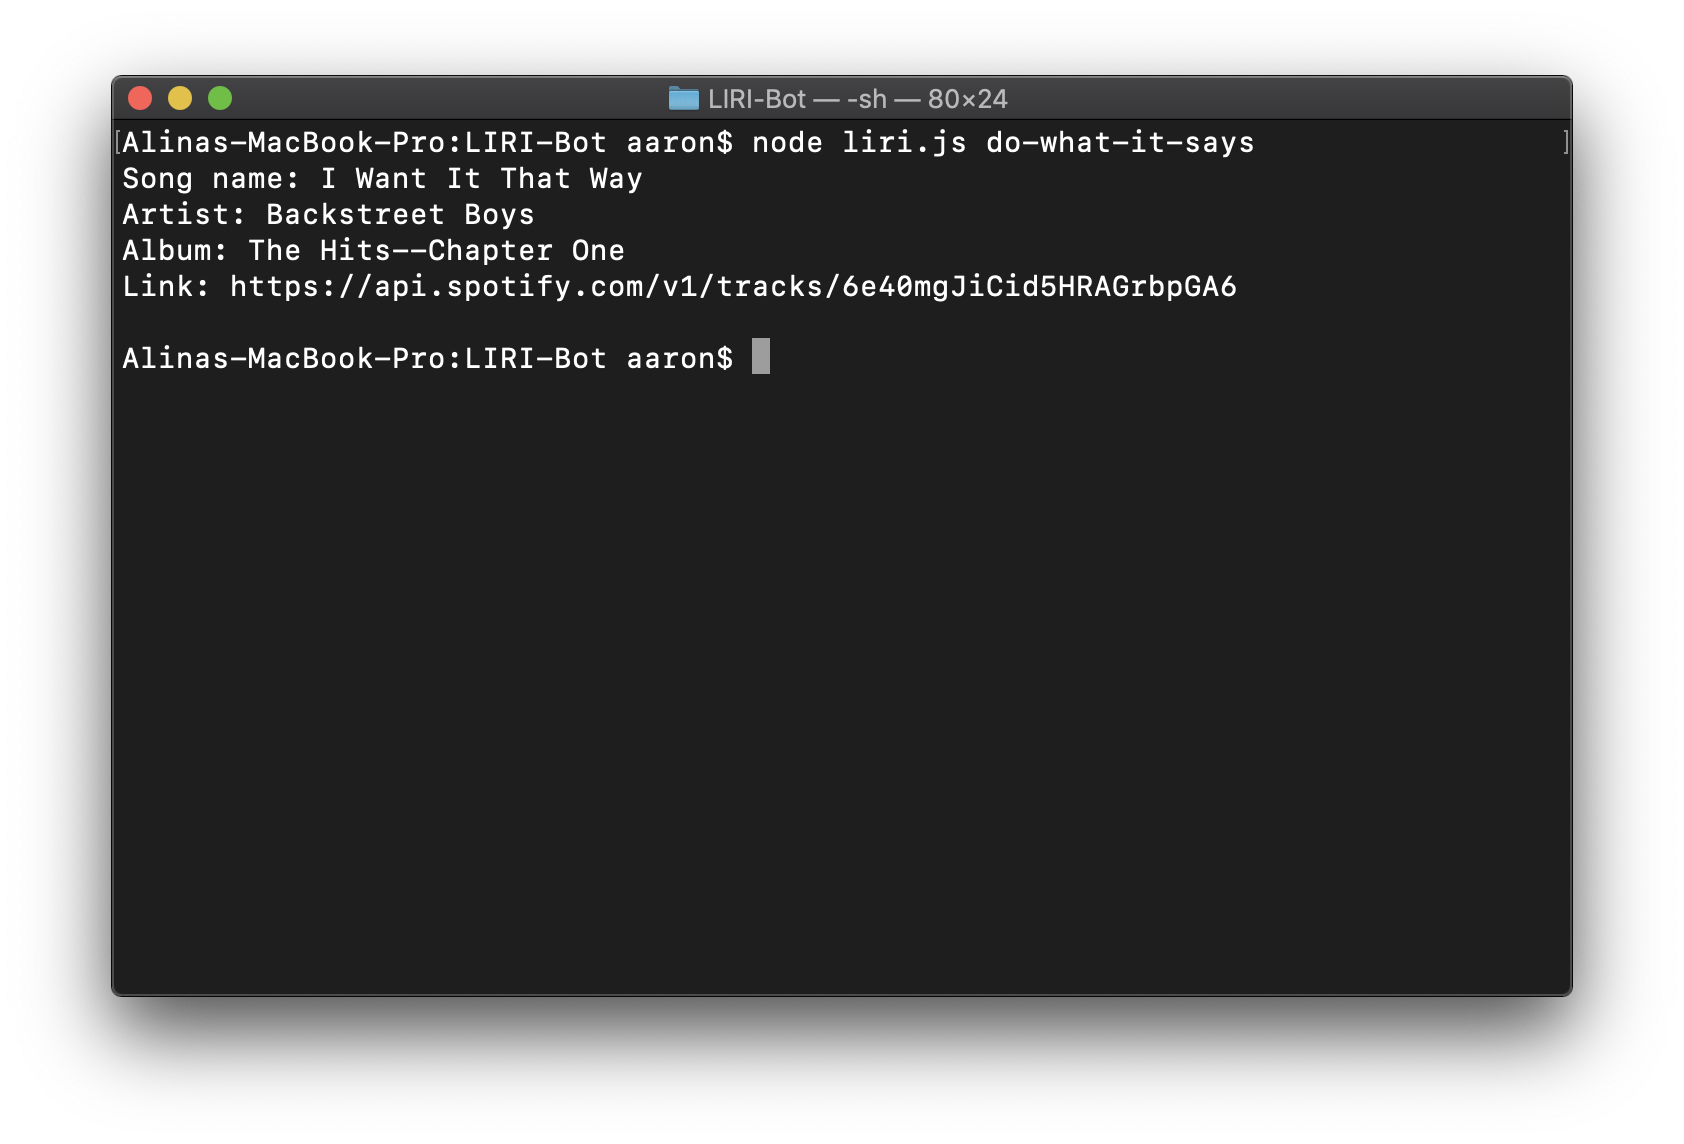 LIRI-Bot — -sh — 80×24
[Alinas-MacBook-Pro:LIRI-Bot aaron$ node liri.js do-what-it-says ]
Song name: I Want It That Way
Artist: Backstreet Boys
Album: The Hits--Chapter One
Link: https://api.spotify.com/v1/tracks/6e40mgJiCid5HRAGrbpGA6
Alinas-MacBook-Pro:LIRI-Bot aaron$